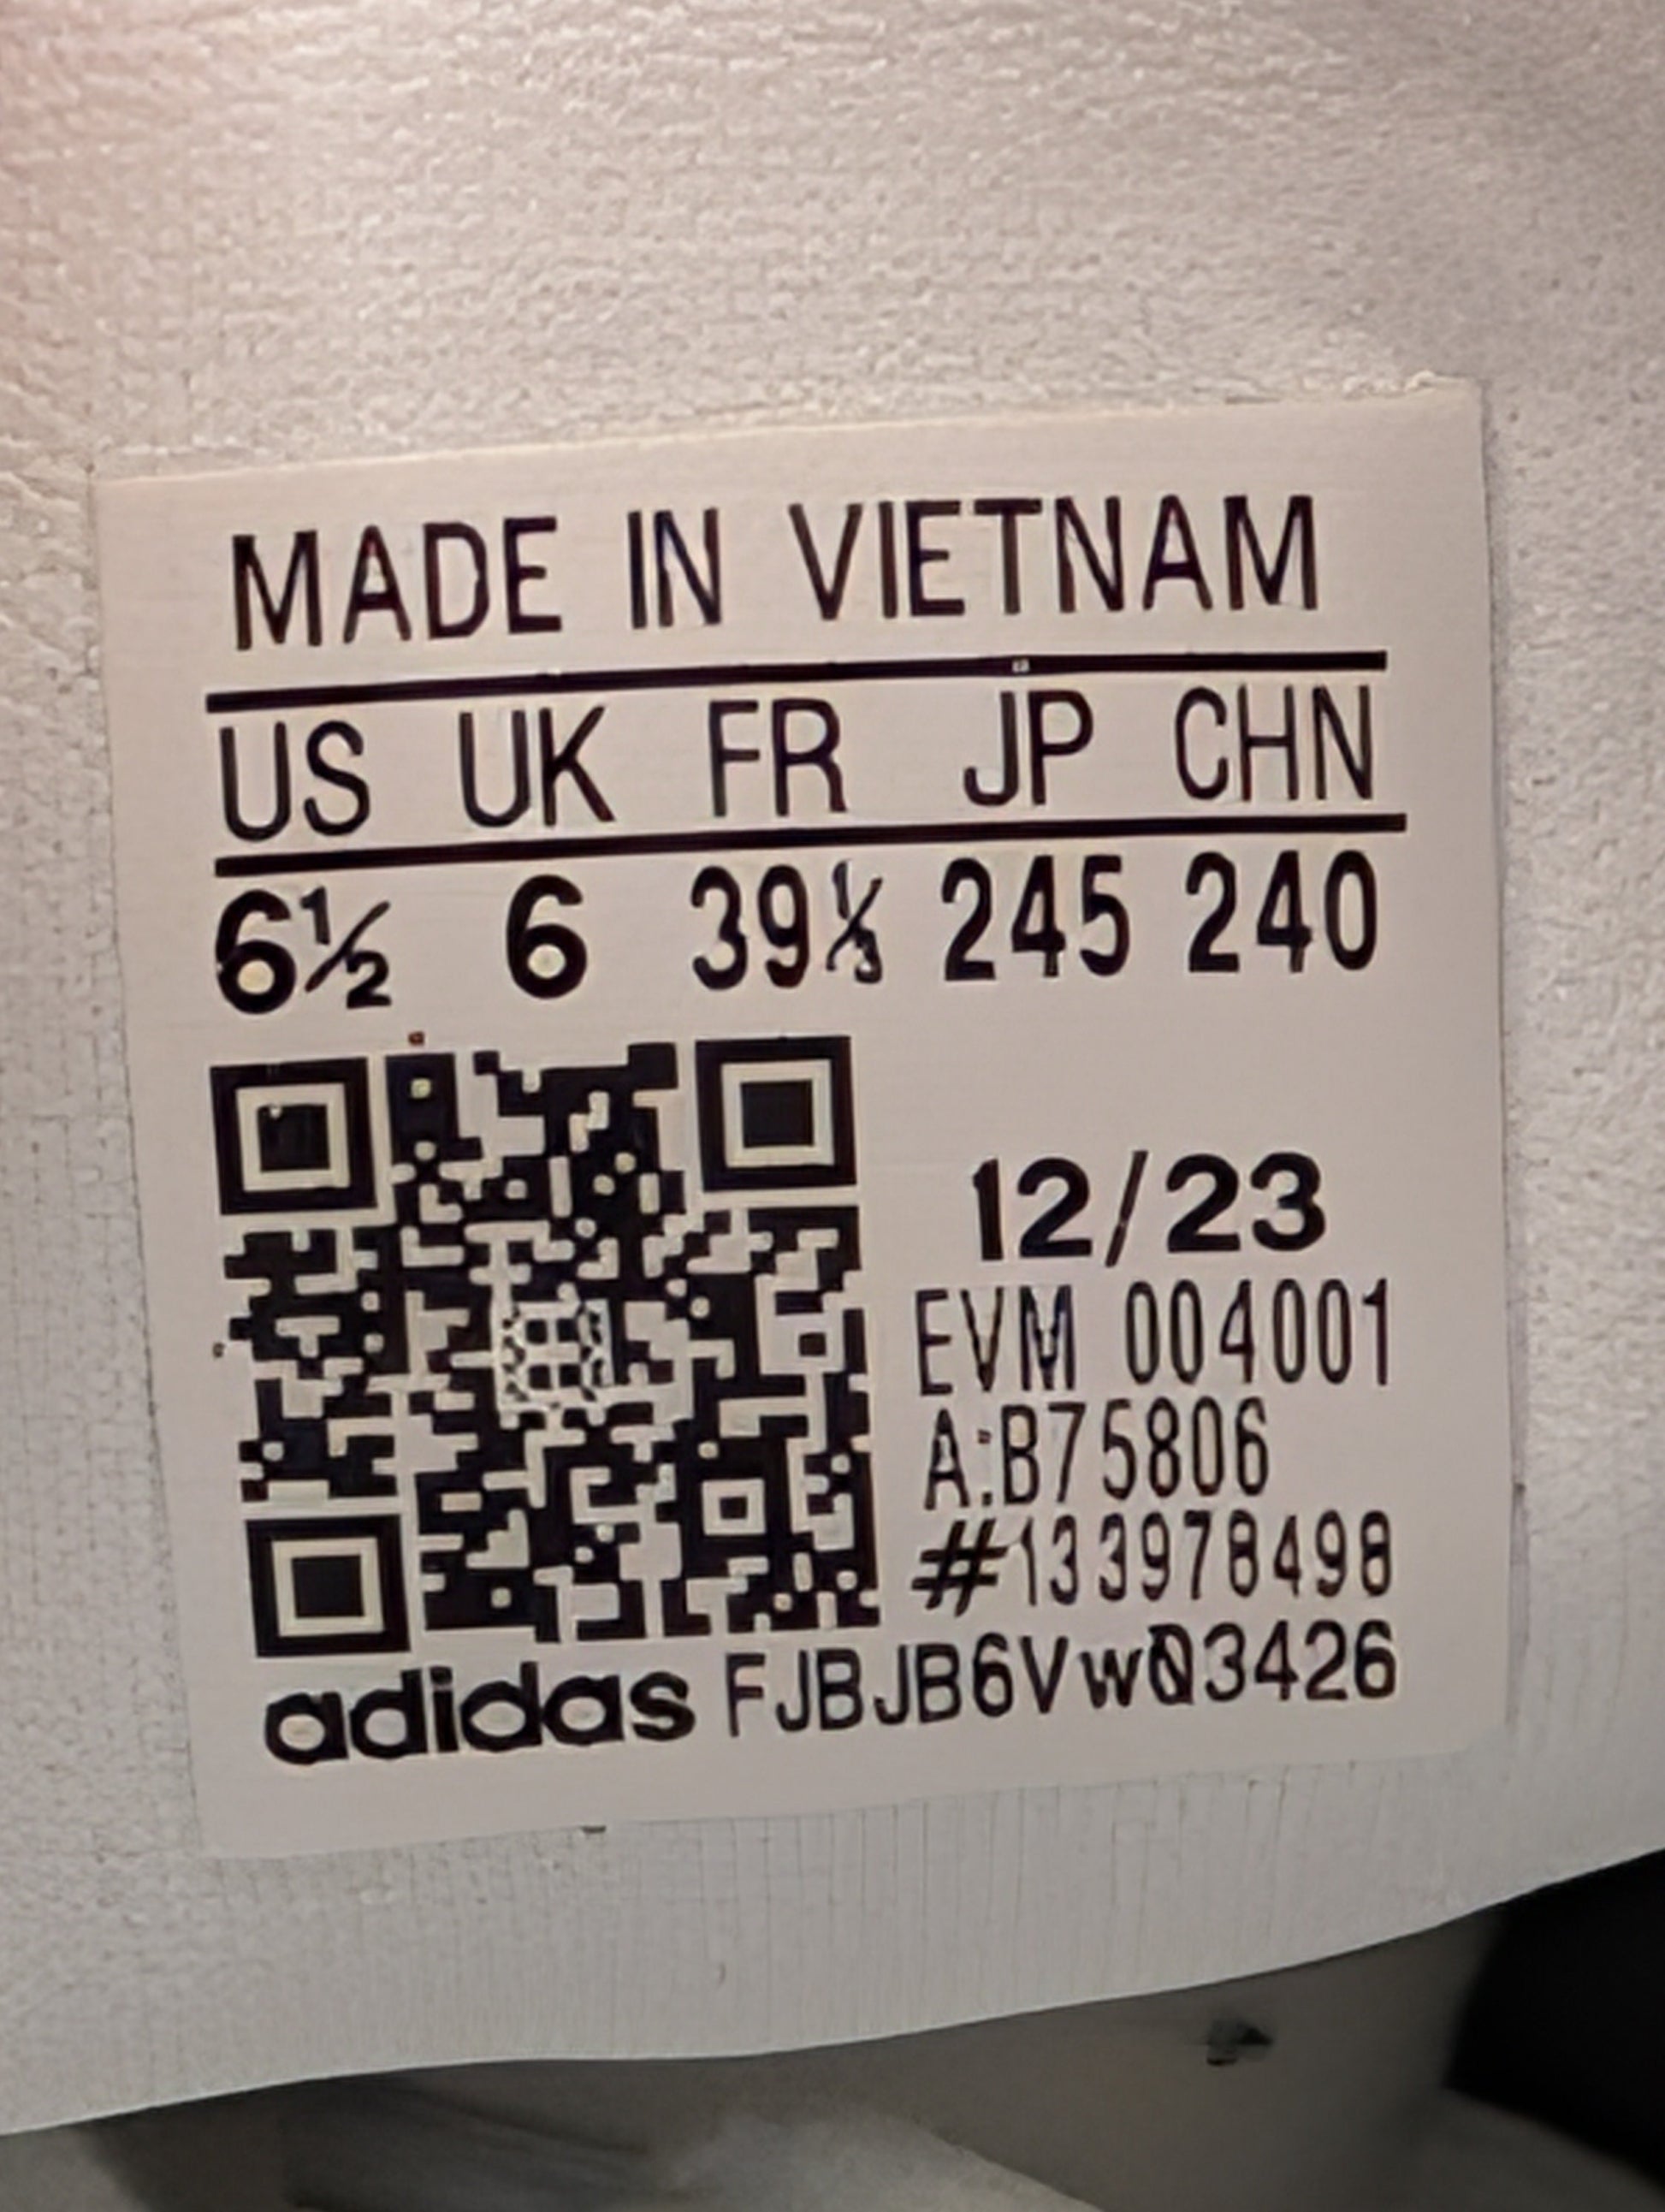 MADE IN VIETNAM
US UK FR JP CHN
6½ 6 39⅓ 245 240
12/23
EVM 004001
A:B75806
#133978498
adidas